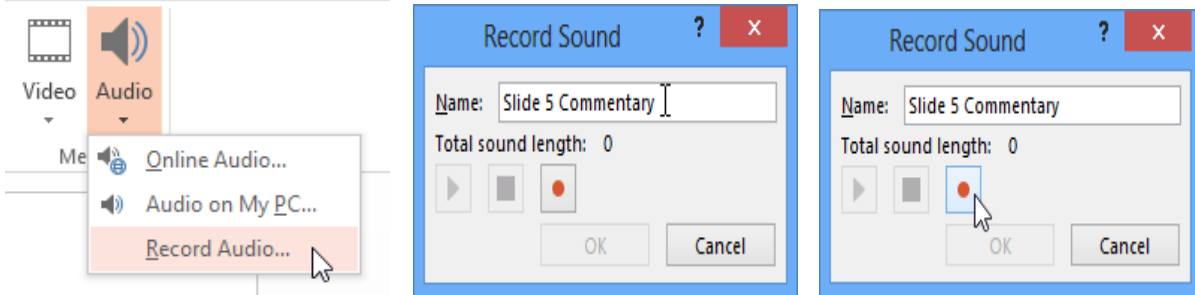 Video Audio
Me
Online Audio...
Audio on My PC...
Record Audio...
Record Sound ? x
Name: Slide 5 Commentary
Total sound length: 0
OK Cancel
Record Sound ? x
Name: Slide 5 Commentary
Total sound length: 0
OK Cancel